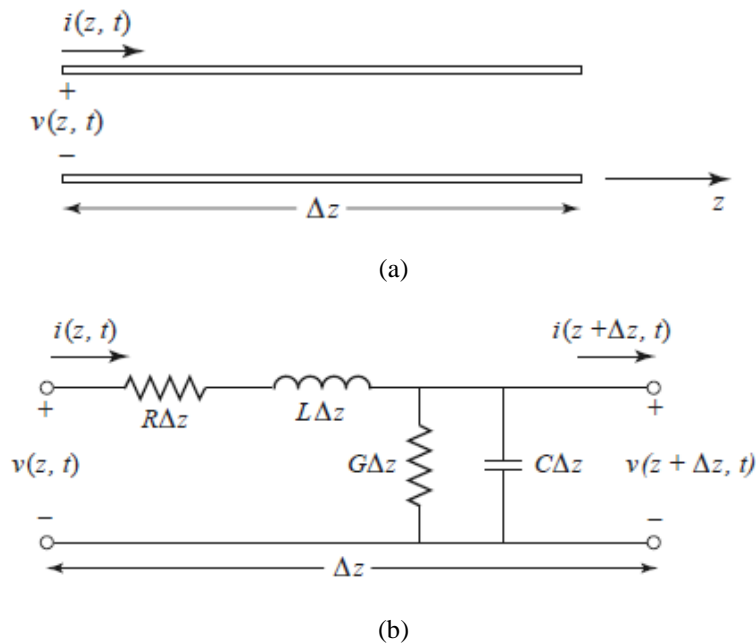 i(z, t)
+
v(z, t)
−
Δz
z
(a)
i(z, t) i(z +Δz, t)
+ +
RΔz LΔz
v(z, t) GΔz CΔz v(z + Δz, t)
− −
Δz
(b)